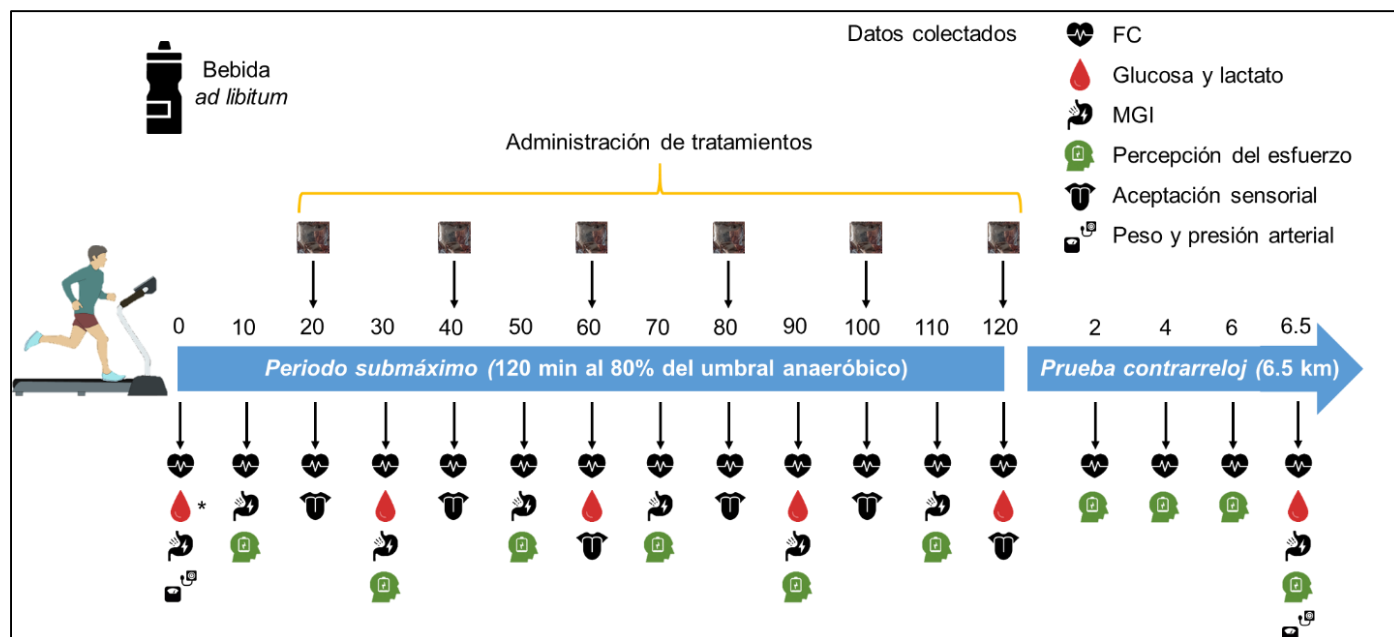 Bebida
ad libitum
Datos colectados
FC
Glucosa y lactato
MGI
Percepción del esfuerzo
Aceptación sensorial
Peso y presión arterial
Administración de tratamientos
0 10 20 30 40 50 60 70 80 90 100 110 120 2 4 6 6.5
Periodo submáximo (120 min al 80% del umbral anaeróbico)
Prueba contrarreloj (6.5 km)
*